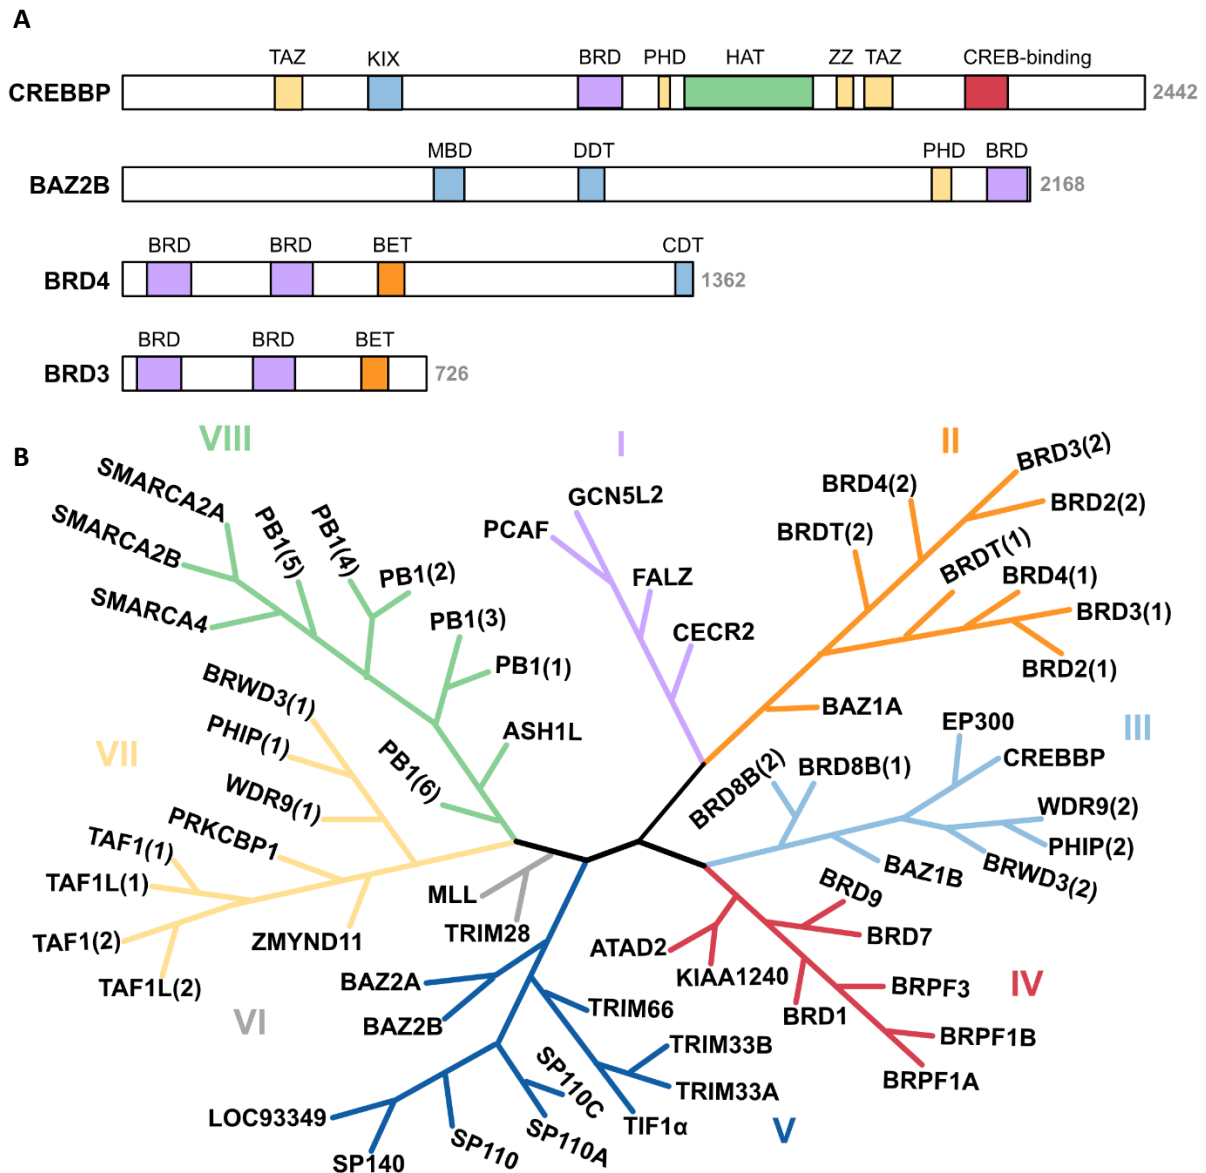 A
TAZ KIX BRD PHD HAT ZZ TAZ CREB-binding
CREBBP 2442
MBD DDT PHD BRD
BAZ2B 2168
BRD BRD BET CDT
BRD4 1362
BRD BRD BET
BRD3 726
B
VIII
SMARCA2A
SMARCA2B
SMARCA4
PB1(5)
PB1(4)
PB1(2)
PB1(3)
PB1(1)
ASH1L
PB1(6)
I
GCN5L2
PCAF
FALZ
CECR2
II
BRD3(2)
BRD4(2)
BRD2(2)
BRDT(2)
BRDT(1)
BRD4(1)
BRD3(1)
BRD2(1)
BAZ1A
III
EP300
CREBBP
BRD8B(2)
BRD8B(1)
WDR9(2)
PHIP(2)
BRWD3(2)
BAZ1B
VII
BRWD3(1)
PHIP(1)
WDR9(1)
PRKCBP1
TAF1(1)
TAF1L(1)
TAF1(2)
TAF1L(2)
ZMYND11
VI
MLL
TRIM28
IV
BRD9
BRD7
ATAD2
KIAA1240
BRD1
BRPF3
BRPF1B
BRPF1A
V
BAZ2A
BAZ2B
TRIM66
TRIM33B
TRIM33A
TIF1α
SP110C
SP110A
SP110
SP140
LOC93349